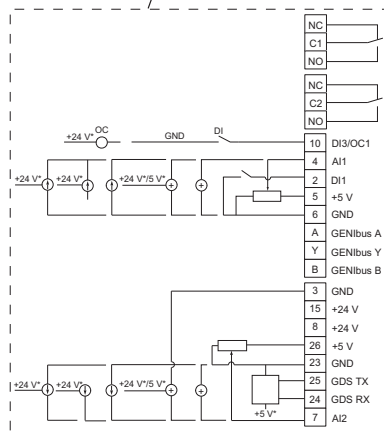 NC
C1
NO
NC
C2
NO
+24 V* OC GND DI 10 DI3/OC1
4 AI1
2 DI1
+24 V* +24 V* +24 V*/5 V* 5 +5 V
6 GND
A GENIbus A
Y GENIbus Y
B GENIbus B
3 GND
15 +24 V
8 +24 V
26 +5 V
23 GND
+24 V* +24 V* +24 V*/5 V* 25 GDS TX
24 GDS RX
+5 V* 7 AI2